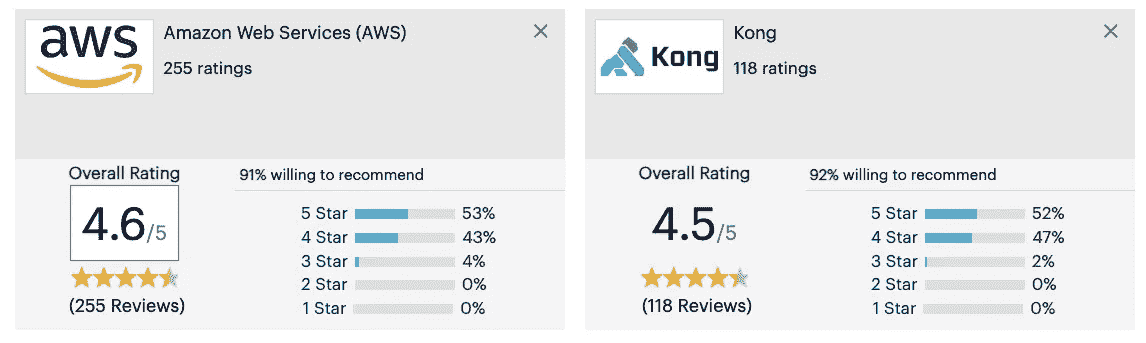 aws
Amazon Web Services (AWS)
255 ratings
Overall Rating
4.6/5
(255 Reviews)
91% willing to recommend
5 Star 53%
4 Star 43%
3 Star 4%
2 Star 0%
1 Star 0%
Kong
Kong
118 ratings
Overall Rating
4.5/5
(118 Reviews)
92% willing to recommend
5 Star 52%
4 Star 47%
3 Star 2%
2 Star 0%
1 Star 0%